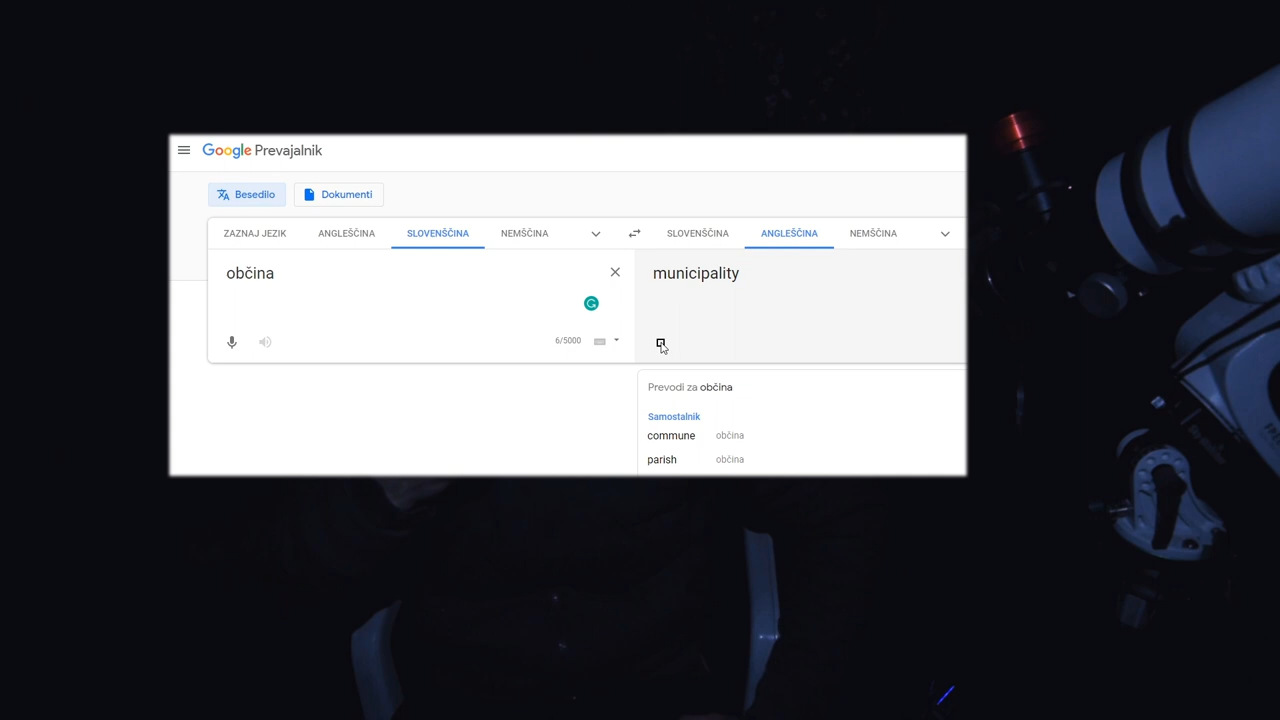 Google Prevajalnik
Besedilo
Dokumenti
ZAZNAJ JEZIK
ANGLEŠČINA
SLOVENŠČINA
NEMŠČINA
SLOVENŠČINA
ANGLEŠČINA
NEMŠČINA
občina
municipality
6/5000
Prevodi za občina
Samostalnik
commune občina
parish občina